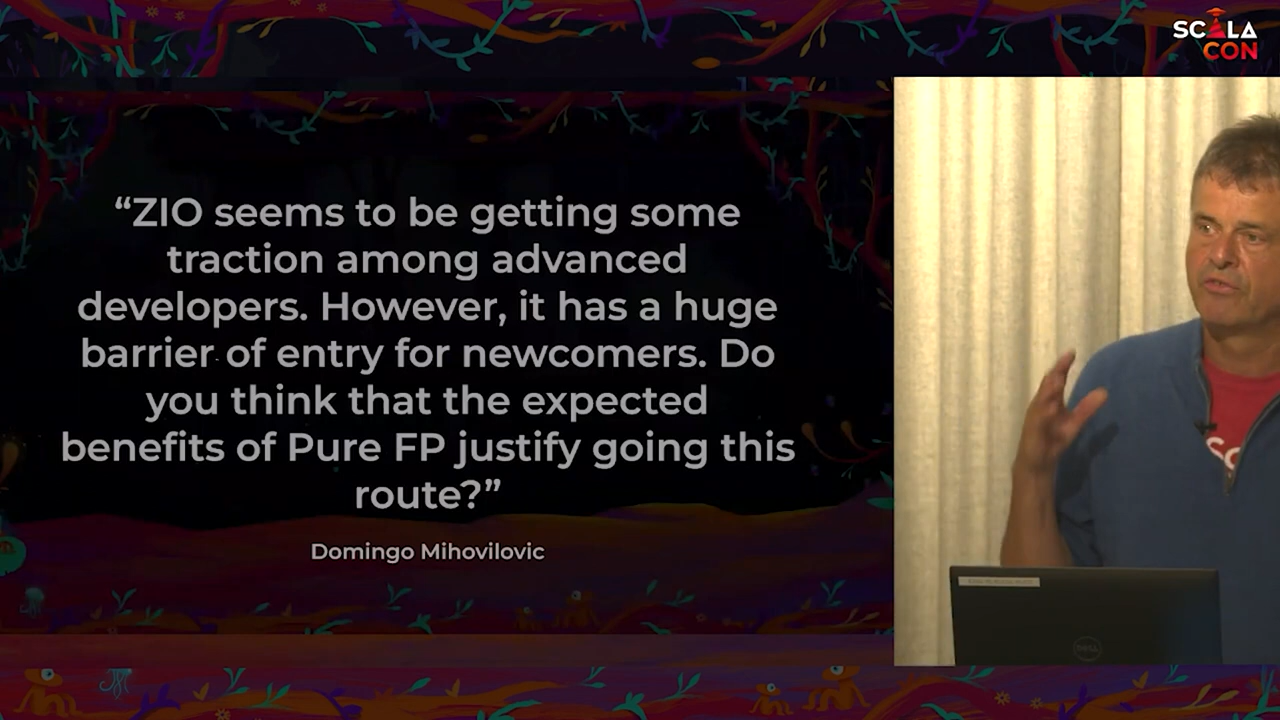 SCALA
CON
“ZIO seems to be getting some
traction among advanced
developers. However, it has a huge
barrier of entry for newcomers. Do
you think that the expected
benefits of Pure FP justify going this
route?”
Domingo Mihovilovic
DELL